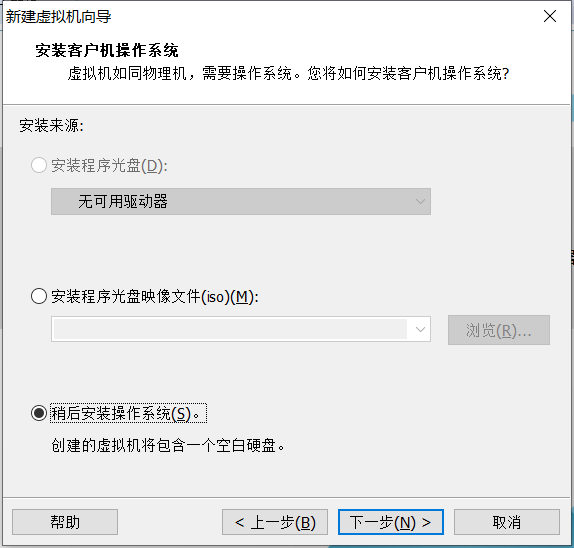 新建虚拟机向导
安装客户机操作系统
虚拟机如同物理机，需要操作系统。您将如何安装客户机操作系统?
安装来源:
安装程序光盘(D):
无可用驱动器
安装程序光盘映像文件(iso)(M):
浏览(R)...
稍后安装操作系统(S)。
创建的虚拟机将包含一个空白硬盘。
帮助
< 上一步(B)
下一步(N) >
取消